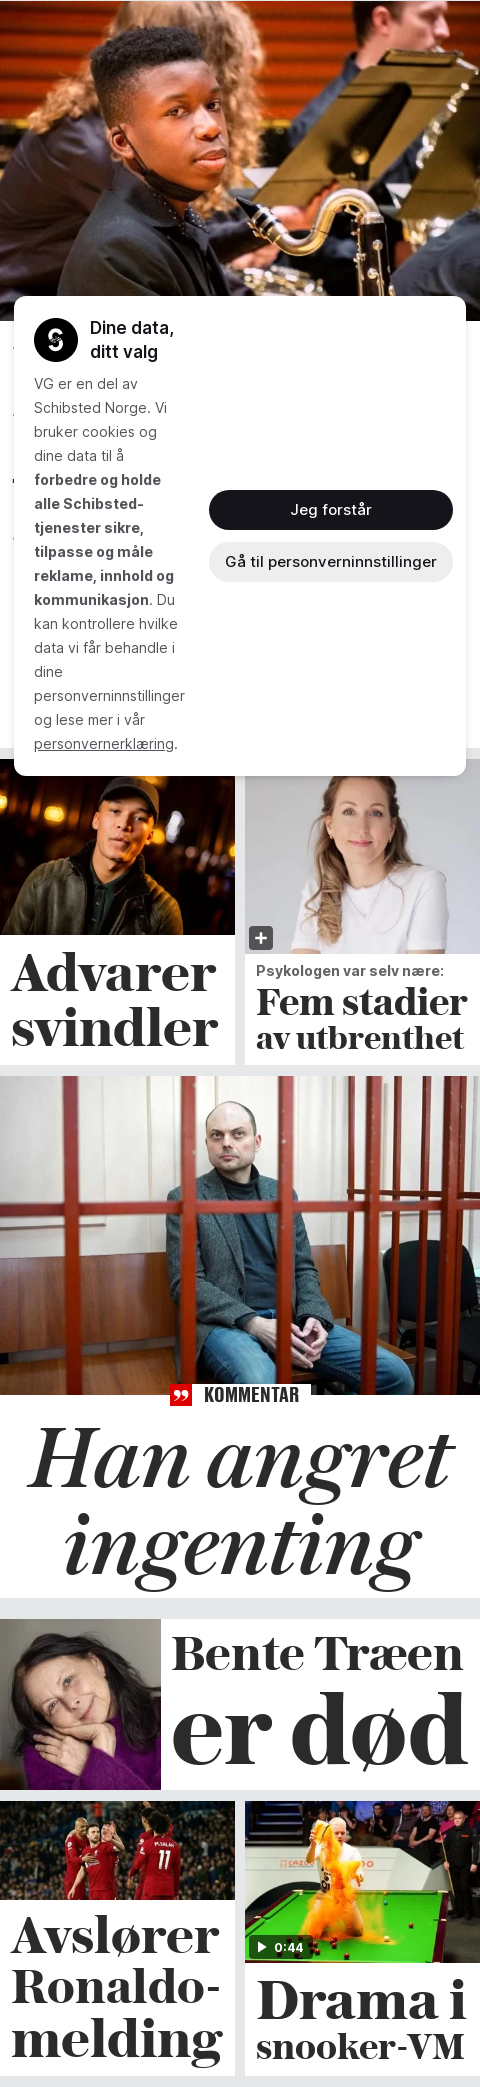 Dine data,
ditt valg
VG er en del av
Schibsted Norge. Vi
bruker cookies og
dine data til å
forbedre og holde
alle Schibsted-
tjenester sikre,
tilpasse og måle
reklame, innhold og
kommunikasjon. Du
kan kontrollere hvilke
data vi får behandle i
dine
personverninnstillinger
og lese mer i vår
personvernerklæring.
Jeg forstår
Gå til personverninnstillinger
Advarer
svindler
Psykologen var selv nære:
Fem stadier
av utbrenthet
KOMMENTAR
Han angret
ingenting
Bente Træen
er død
M.SALAH
11
Avslører
Ronaldo-
melding
0:44
Drama i
snooker-VM